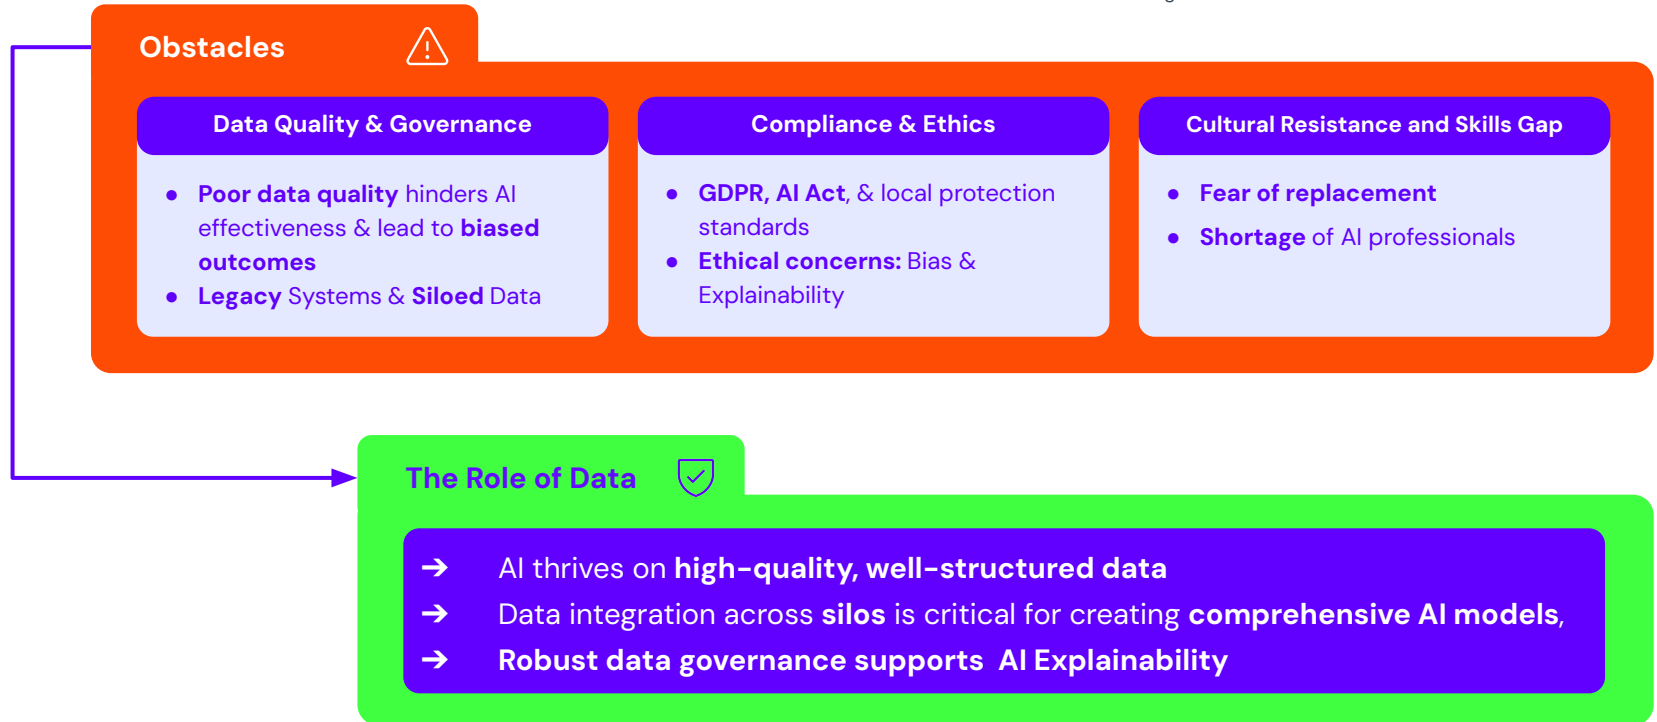 Obstacles
Data Quality & Governance
● Poor data quality hinders AI
effectiveness & lead to biased
outcomes
● Legacy Systems & Siloed Data
Compliance & Ethics
● GDPR, AI Act, & local protection
standards
● Ethical concerns: Bias &
Explainability
Cultural Resistance and Skills Gap
● Fear of replacement
● Shortage of AI professionals
The Role of Data
➔ AI thrives on high-quality, well-structured data
➔ Data integration across silos is critical for creating comprehensive AI models,
➔ Robust data governance supports AI Explainability